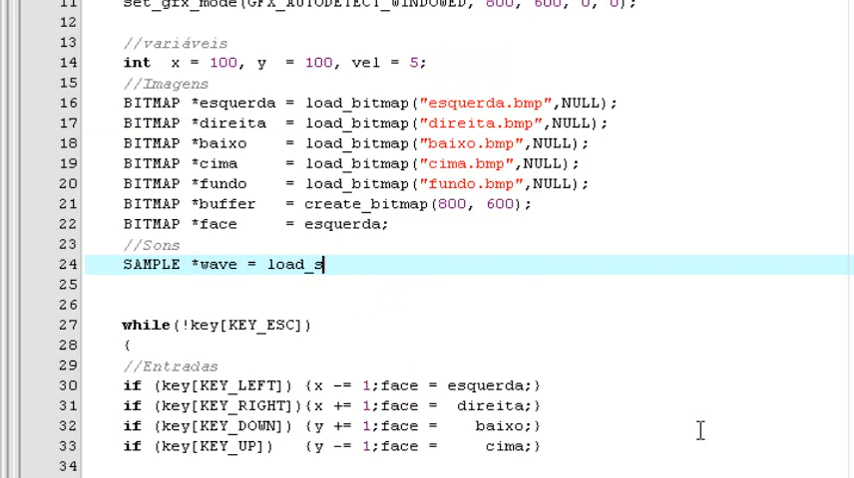 11 set_gfx_mode(GFX_AUTODETECT_WINDOWED, 800, 600, 0, 0);
12
13 //variáveis
14 int x = 100, y = 100, vel = 5;
15 //Imagens
16 BITMAP *esquerda = load_bitmap("esquerda.bmp",NULL);
17 BITMAP *direita = load_bitmap("direita.bmp",NULL);
18 BITMAP *baixo = load_bitmap("baixo.bmp",NULL);
19 BITMAP *cima = load_bitmap("cima.bmp",NULL);
20 BITMAP *fundo = load_bitmap("fundo.bmp",NULL);
21 BITMAP *buffer = create_bitmap(800, 600);
22 BITMAP *face = esquerda;
23 //Sons
24 SAMPLE *wave = load_s
25
26
27 while(!key[KEY_ESC])
28 {
29 //Entradas
30 if (key[KEY_LEFT]) {x -= 1;face = esquerda;}
31 if (key[KEY_RIGHT]){x += 1;face = direita;}
32 if (key[KEY_DOWN]) {y += 1;face = baixo;}
33 if (key[KEY_UP]) {y -= 1;face = cima;}
34